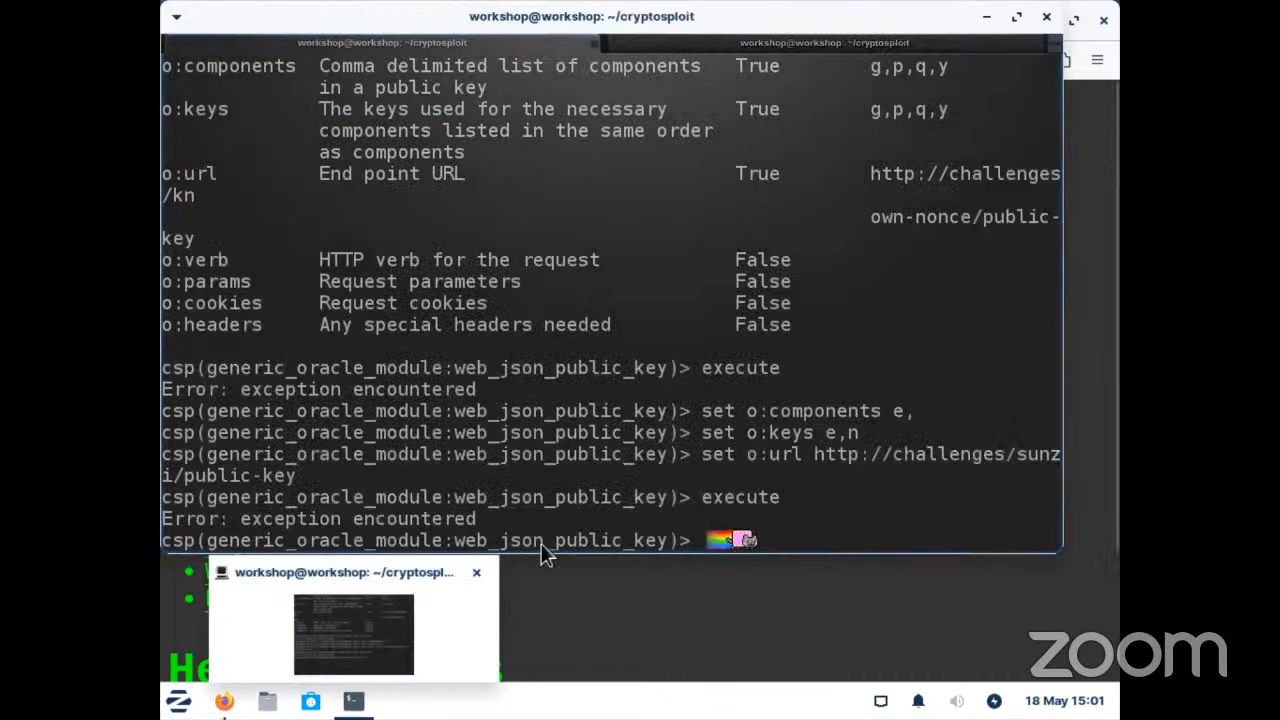 workshop@workshop: ~/cryptosploit
workshop@workshop: ~/cryptosploit workshop@workshop: ~/cryptosploit
o:components Comma delimited list of components True g,p,q,y
in a public key
o:keys The keys used for the necessary True g,p,q,y
components listed in the same order
as components
o:url End point URL True http://challenges
/kn
own-nonce/public-
key
o:verb HTTP verb for the request False
o:params Request parameters False
o:cookies Request cookies False
o:headers Any special headers needed False
csp(generic_oracle_module:web_json_public_key)> execute
Error: exception encountered
csp(generic_oracle_module:web_json_public_key)> set o:components e,
csp(generic_oracle_module:web_json_public_key)> set o:keys e,n
csp(generic_oracle_module:web_json_public_key)> set o:url http://challenges/sunz
i/public-key
csp(generic_oracle_module:web_json_public_key)> execute
Error: exception encountered
csp(generic_oracle_module:web_json_public_key)>
workshop@workshop: ~/cryptospl...
zoom
18 May 15:01